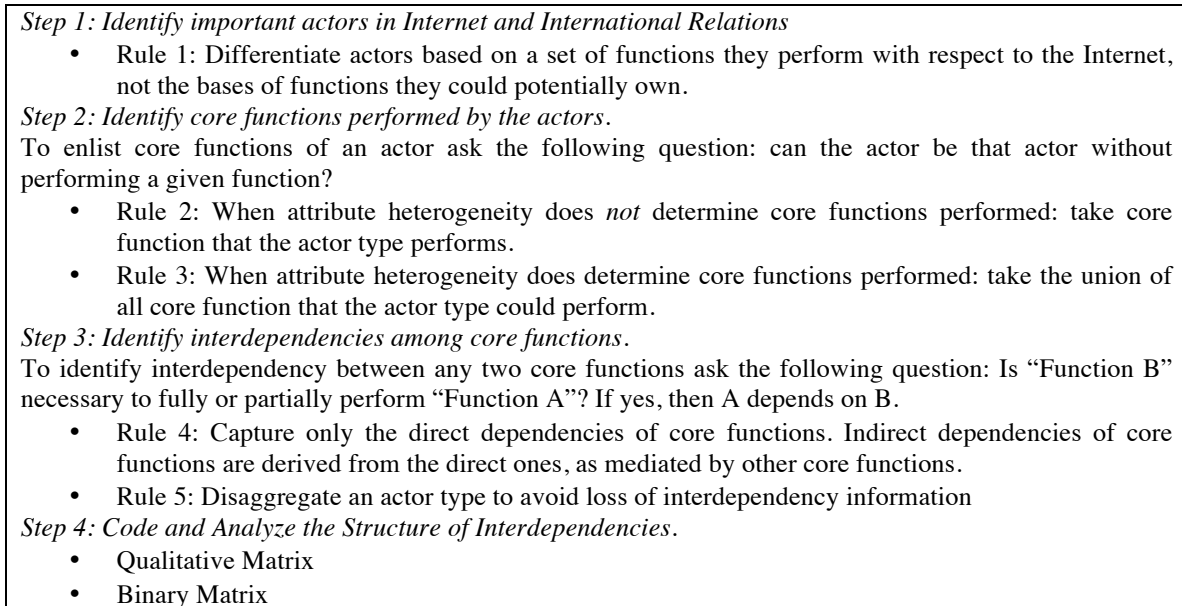 Step 1: Identify important actors in Internet and International Relations
• Rule 1: Differentiate actors based on a set of functions they perform with respect to the Internet,
not the bases of functions they could potentially own.
Step 2: Identify core functions performed by the actors.
To enlist core functions of an actor ask the following question: can the actor be that actor without
performing a given function?
• Rule 2: When attribute heterogeneity does not determine core functions performed: take core
function that the actor type performs.
• Rule 3: When attribute heterogeneity does determine core functions performed: take the union of
all core function that the actor type could perform.
Step 3: Identify interdependencies among core functions.
To identify interdependency between any two core functions ask the following question: Is “Function B”
necessary to fully or partially perform “Function A”? If yes, then A depends on B.
• Rule 4: Capture only the direct dependencies of core functions. Indirect dependencies of core
functions are derived from the direct ones, as mediated by other core functions.
• Rule 5: Disaggregate an actor type to avoid loss of interdependency information
Step 4: Code and Analyze the Structure of Interdependencies.
• Qualitative Matrix
• Binary Matrix